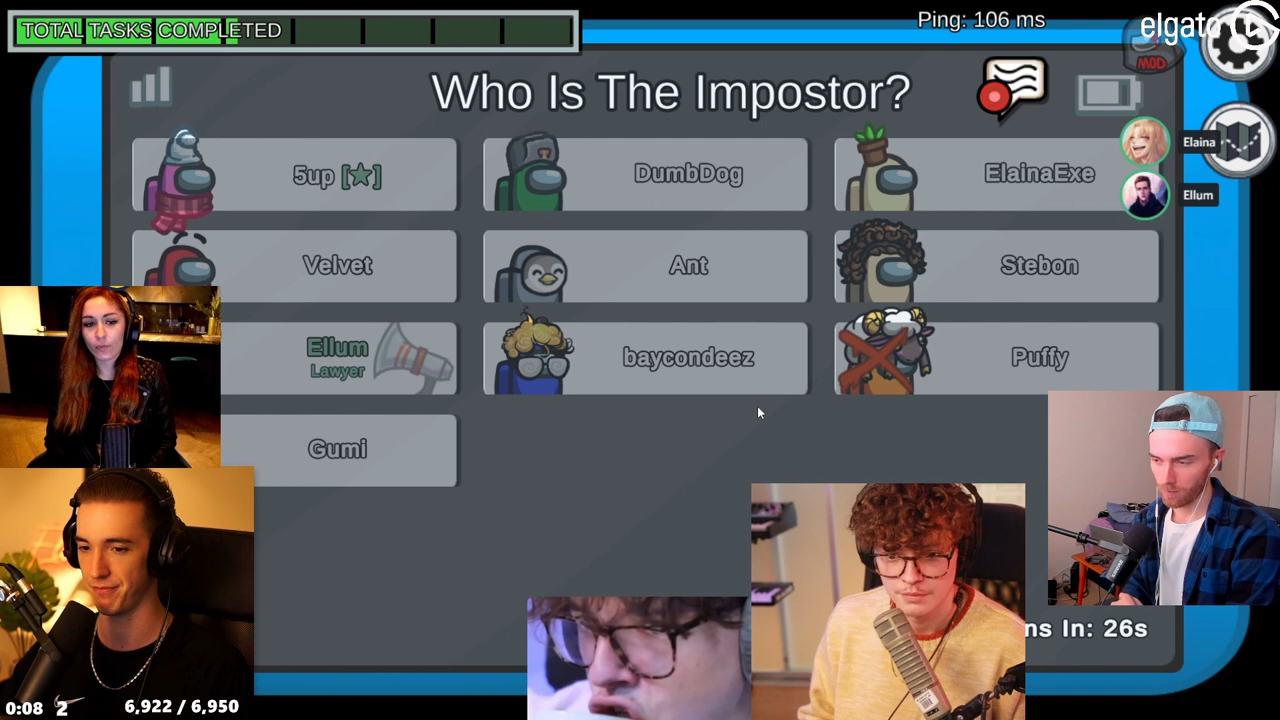 TOTAL TASKS COMPLETED
Ping: 106 ms
elgato
MOD
Who Is The Impostor?
5up [★]
DumbDog
ElainaExe
Elaina
Ellum
Velvet
Ant
Stebon
Ellum
Lawyer
baycondeez
Puffy
Gumi
ns In: 26s
0:08
2
6,922 / 6,950